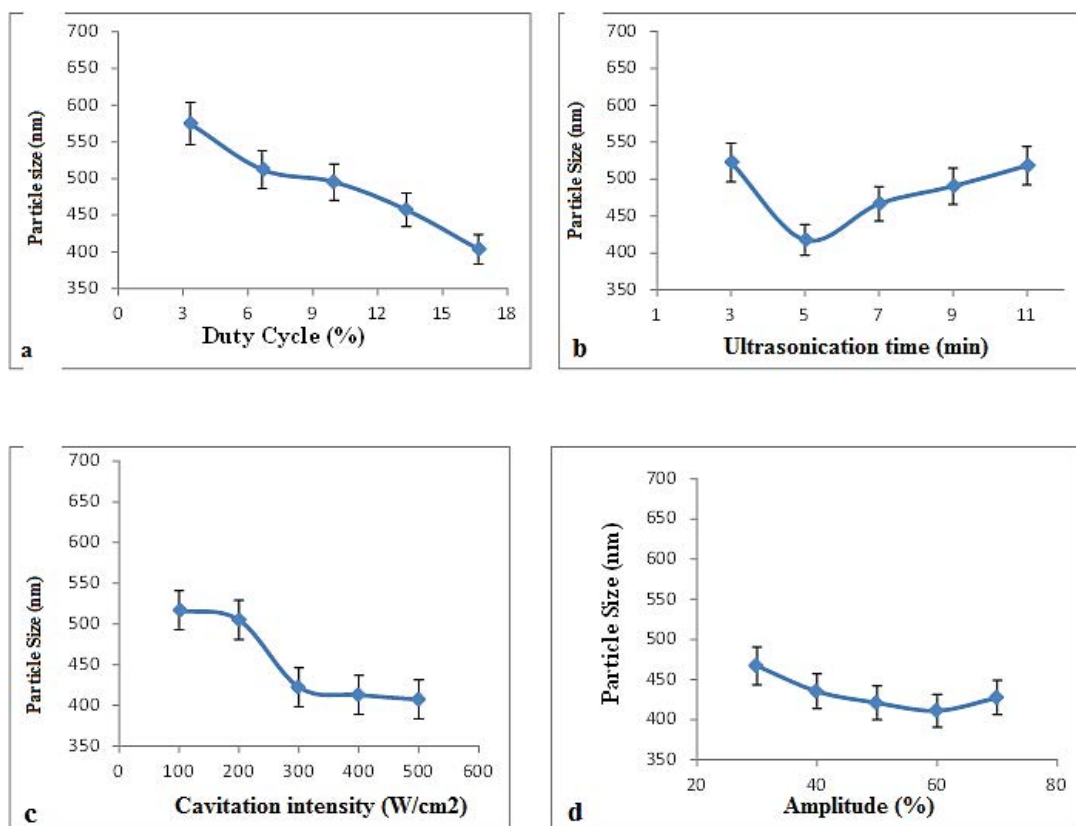 700
650
600
550
500
450
400
350
Particle size (nm)
0 3 6 9 12 15 18
Duty Cycle (%)
a
700
650
600
550
500
450
400
350
Particle Size (nm)
1 3 5 7 9 11
Ultrasonication time (min)
b
700
650
600
550
500
450
400
350
Particle Size (nm)
0 100 200 300 400 500 600
Cavitation intensity (W/cm2)
c
700
650
600
550
500
450
400
350
Particle Size (nm)
20 40 60 80
Amplitude (%)
d